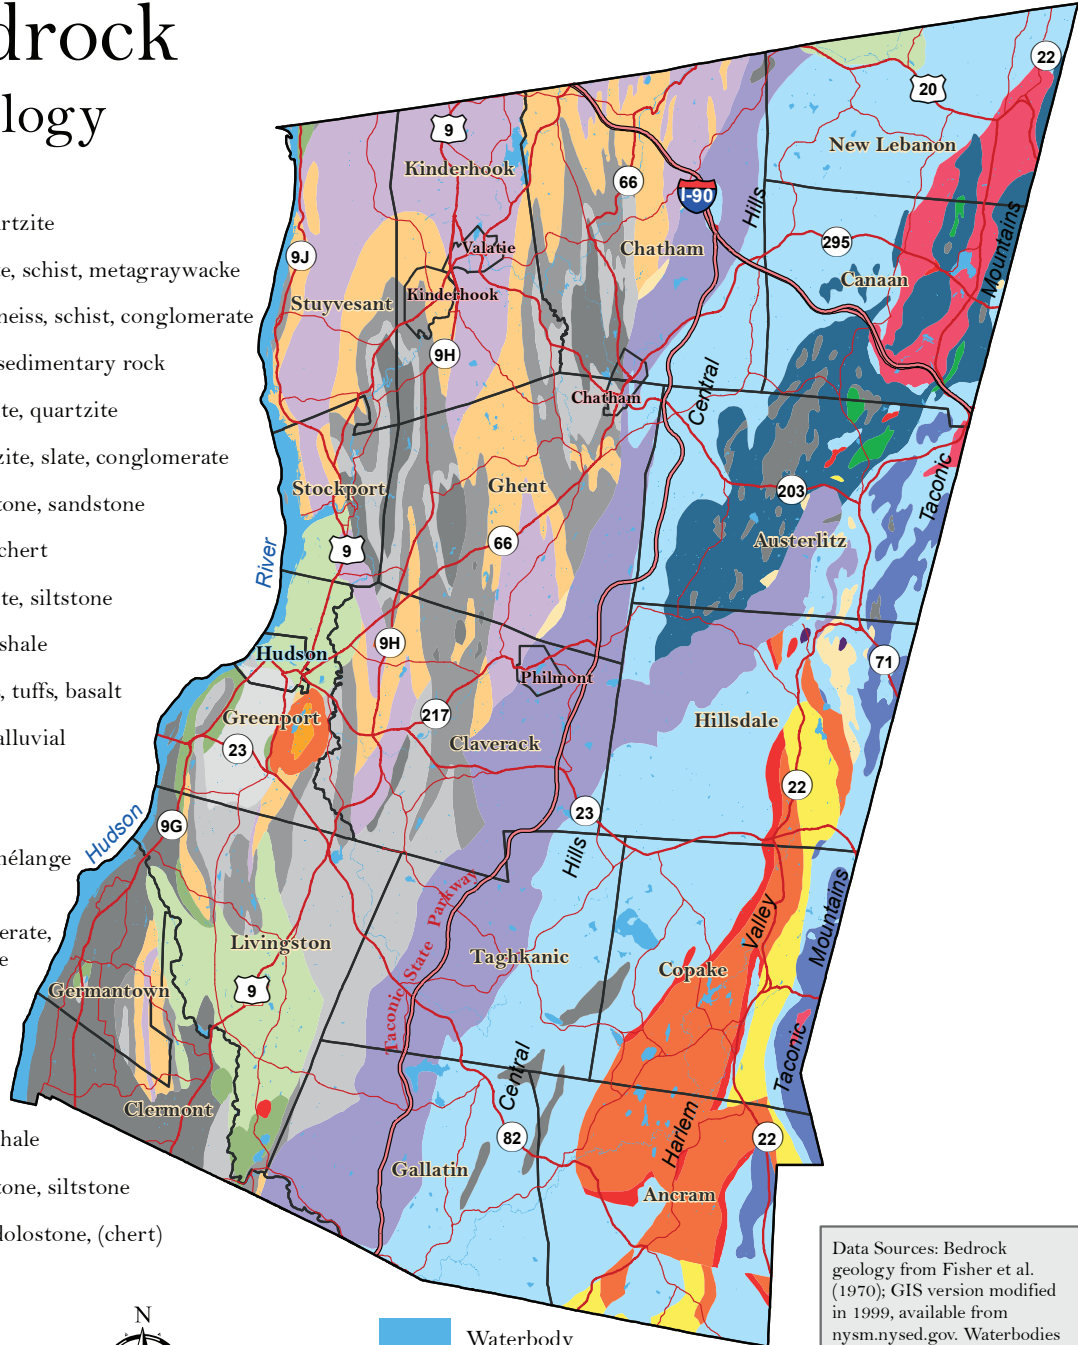 drock
logy
rtzite
te, schist, metagraywacke
neiss, schist, conglomerate
sedimentary rock
te, quartzite
zite, slate, conglomerate
tone, sandstone
chert
te, siltstone
shale
s, tuffs, basalt
alluvial
mélange
erate,
e
hale
tone, siltstone
dolostone, (chert)
N
Waterbody
22
20
9
New Lebanon
Kinderhook
66
I-90
Hills
Mountains
Valatie
Chatham
295
9J
Canaan
Kinderhook
Stuyvesant
9H
Central
Chatham
Taconic
Stockport
Ghent
203
66
Austerlitz
9
River
9H
Hudson
71
Philmont
217
Greenport
Hillsdale
23
Claverack
22
23
9G
Hudson
Hills
Taconic State Parkway
Valley
Mountains
Livingston
Taghkanic
Copake
Germantown
9
Taconic
Central
Clermont
Harlem
82
22
Gallatin
Ancram
Data Sources: Bedrock
geology from Fisher et al.
(1970); GIS version modified
in 1999, available from
nysm.nysed.gov. Waterbodies